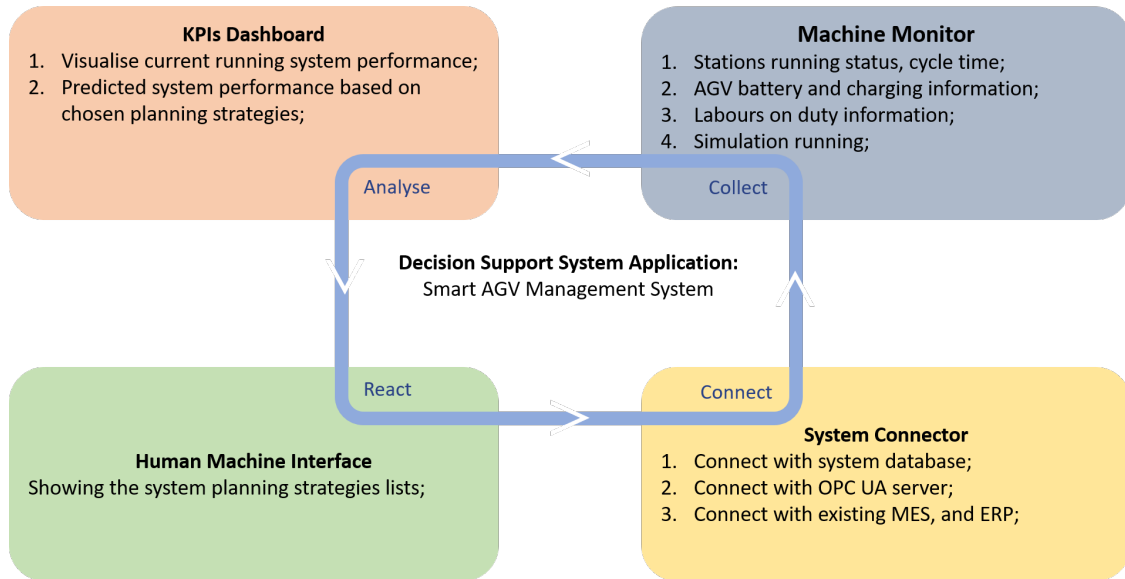 KPIs Dashboard
1. Visualise current running system performance;
2. Predicted system performance based on
chosen planning strategies;
Machine Monitor
1. Stations running status, cycle time;
2. AGV battery and charging information;
3. Labours on duty information;
4. Simulation running;
Analyse
Collect
Decision Support System Application:
Smart AGV Management System
React
Connect
Human Machine Interface
Showing the system planning strategies lists;
System Connector
1. Connect with system database;
2. Connect with OPC UA server;
3. Connect with existing MES, and ERP;